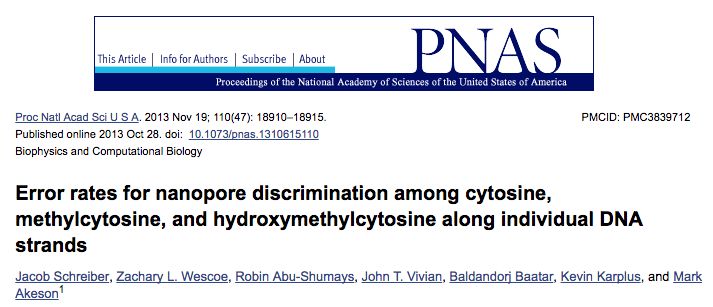 PNAS
This Article | Info for Authors | Subscribe | About
Proceedings of the National Academy of Sciences of the United States of America
Proc Natl Acad Sci U S A. 2013 Nov 19; 110(47): 18910–18915.
PMCID: PMC3839712
Published online 2013 Oct 28. doi: 10.1073/pnas.1310615110
Biophysics and Computational Biology
Error rates for nanopore discrimination among cytosine,
methylcytosine, and hydroxymethylcytosine along individual DNA
strands
Jacob Schreiber, Zachary L. Wescoe, Robin Abu-Shumays, John T. Vivian, Baldandorj Baatar, Kevin Karplus, and Mark
Akeson1